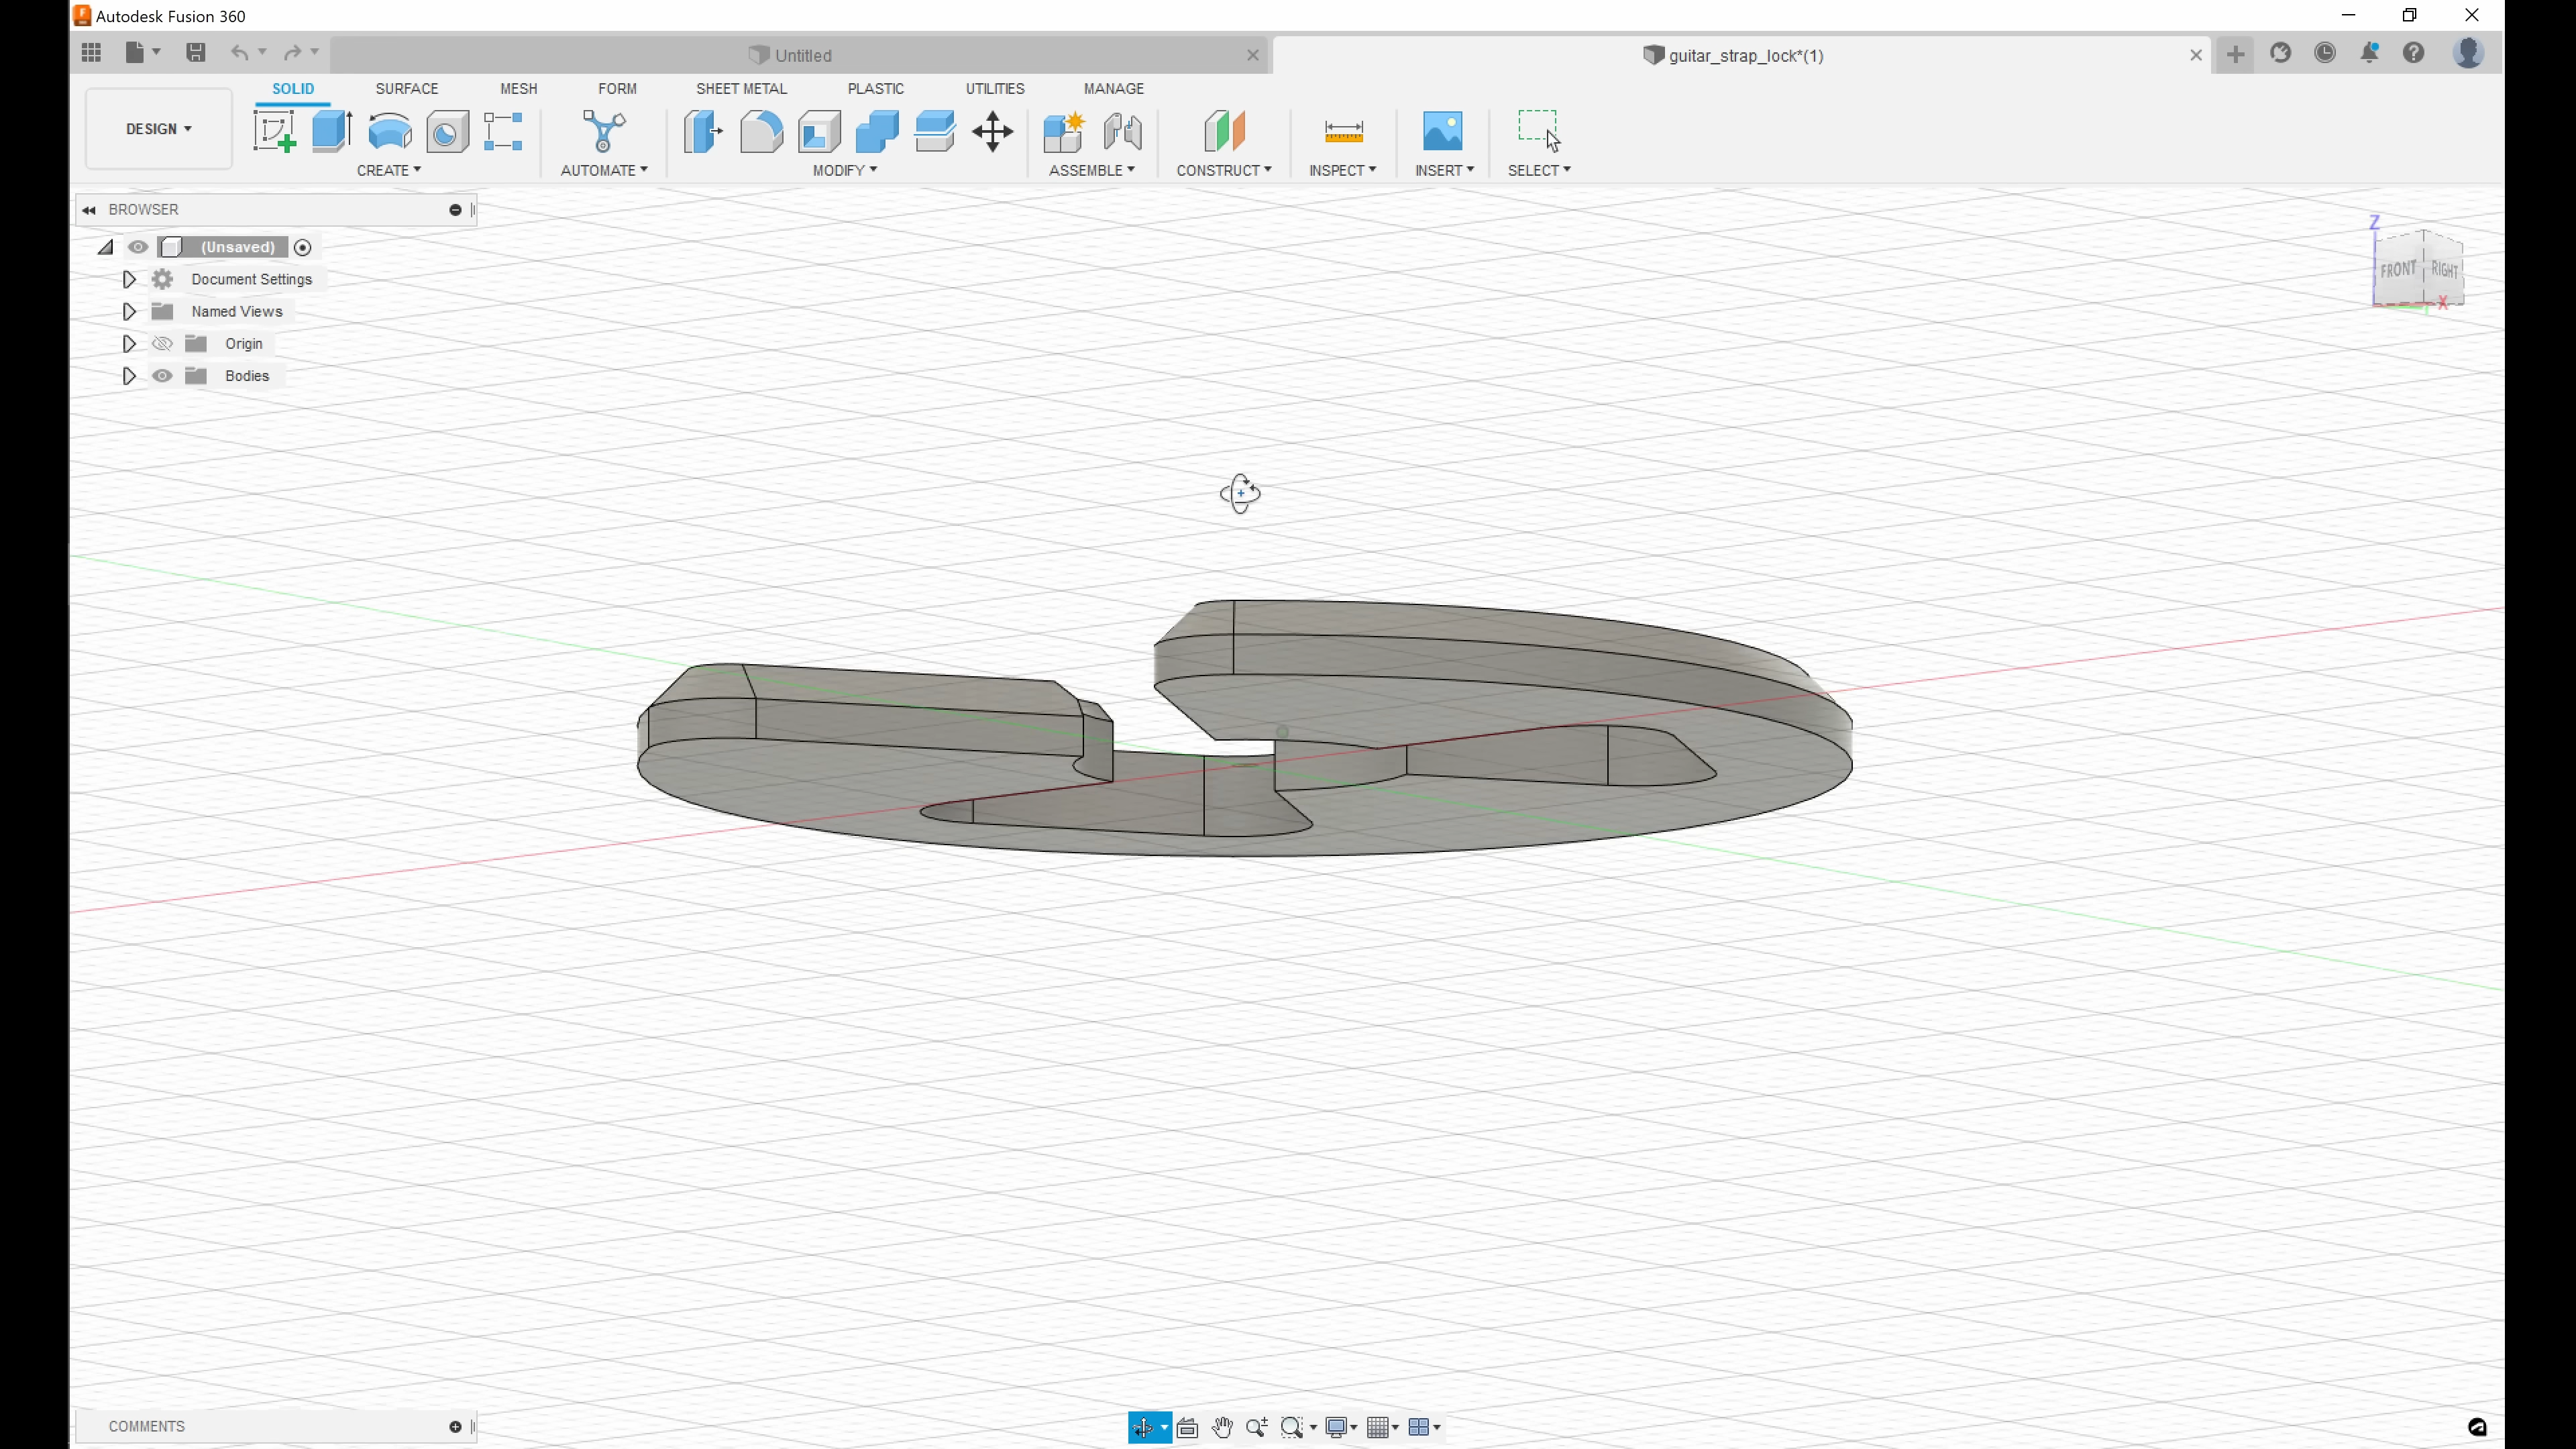 Autodesk Fusion 360
Untitled
guitar_strap_lock*(1)
SOLID SURFACE MESH FORM SHEET METAL PLASTIC UTILITIES MANAGE
DESIGN
CREATE AUTOMATE MODIFY ASSEMBLE CONSTRUCT INSPECT INSERT SELECT
BROWSER
(Unsaved)
Document Settings
Named Views
Origin
Bodies
Z
FRONT RIGHT
X
COMMENTS